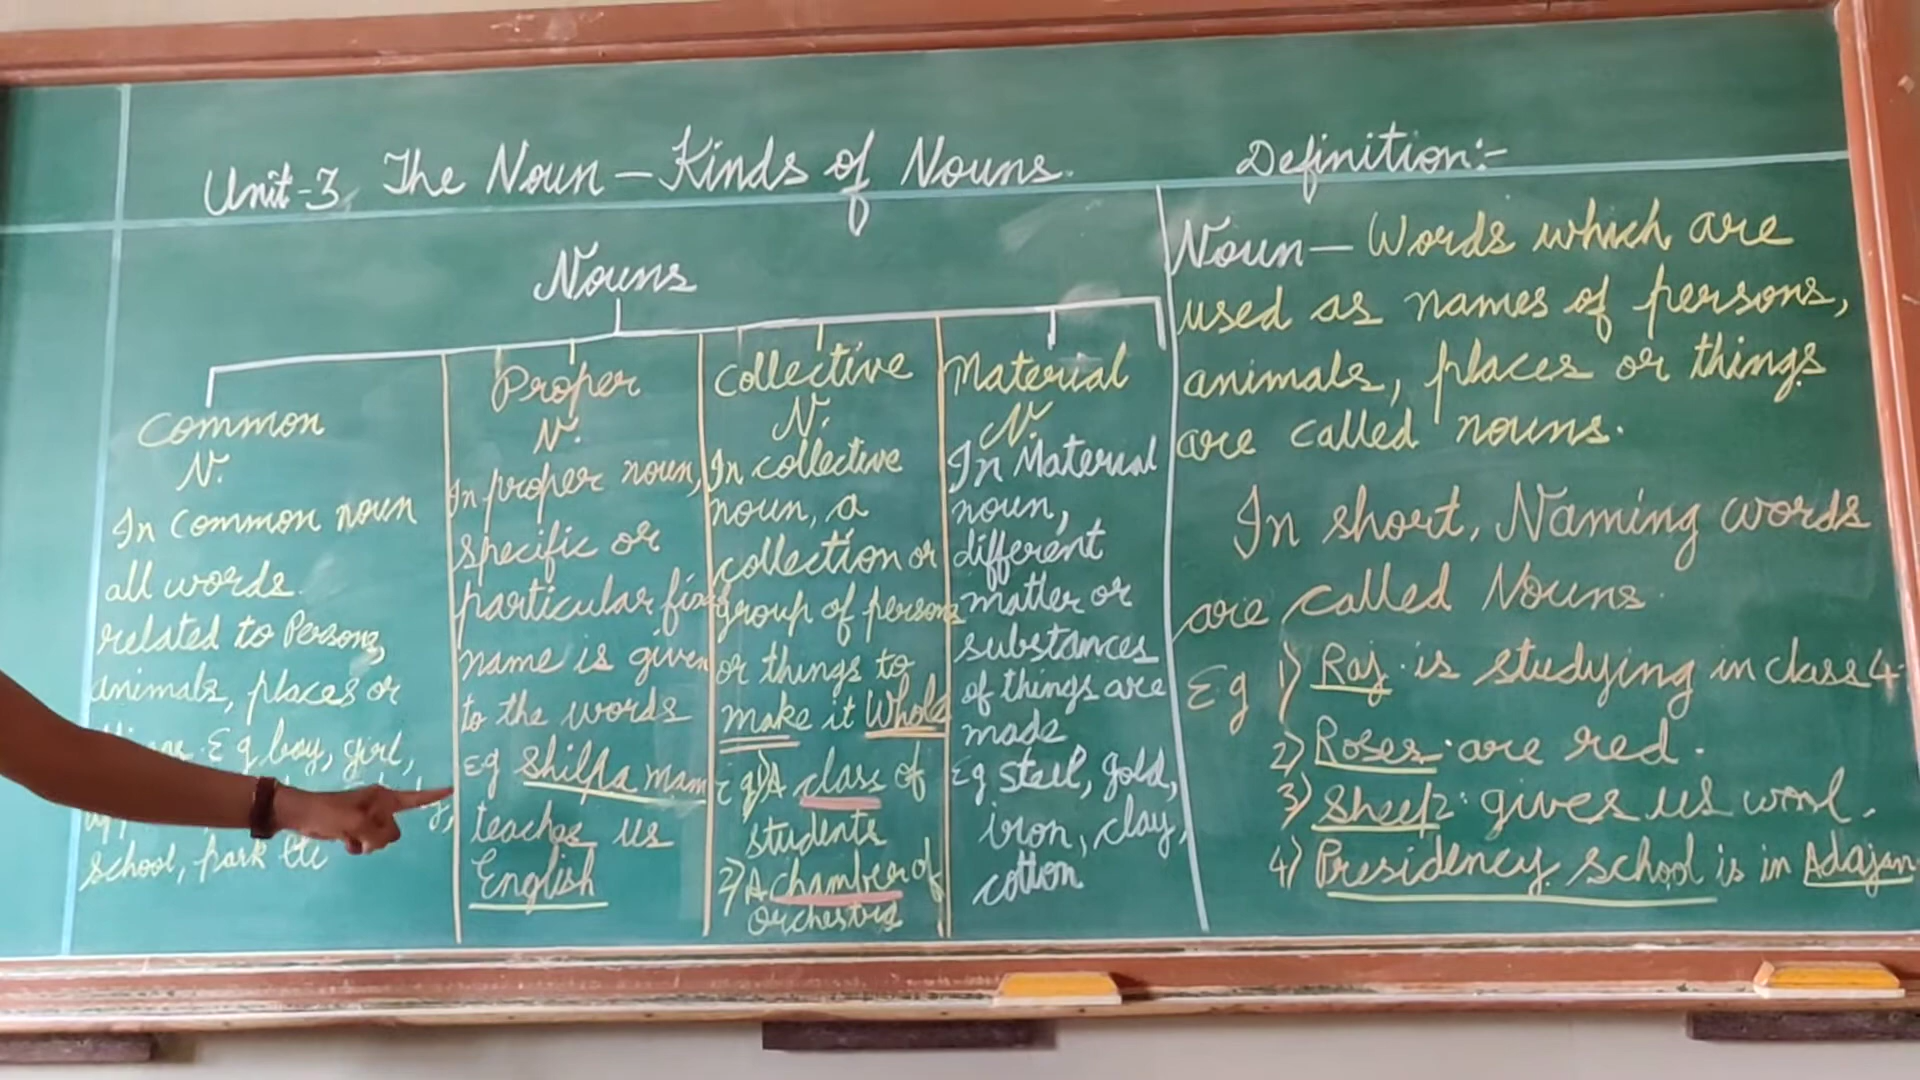 Unit-3 The Noun – Kinds of Nouns.
Nouns
Common
N.
In Common noun
all words
related to Persons,
animals, places or
Eg boy, girl,
school, park etc
Proper
N.
In proper noun,
specific or
particular fixed
name is given
to the words
eg Shilpa mam
teaches us
English
Collective
N.
In collective
noun, a
collection or
group of persons
or things to
make it Whole
eg 1) A class of
students
2) A chamber of
Orchestra
Material
N.
In Material
noun,
different
matter or
substances
of things are
made
Eg steel, gold,
iron, clay,
cotton
Definition:-
Noun – Words which are
used as names of persons,
animals, places or things
are called nouns.
In short, Naming words
are called Nouns
Eg 1) Raj is studying in class 4
2) Roses are red.
3) Sheep gives us wool.
4) Presidency school is in Adajan